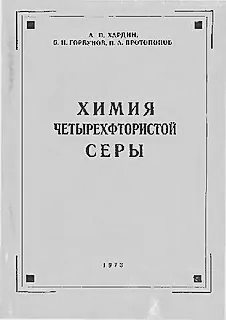 А. П. ХАРДИН,
Б. Н. ГОРБУНОВ, П. А. ПРОТОПОПОВ
ХИМИЯ
ЧЕТЫРЕХФТОРИСТОЙ
СЕРЫ
1973